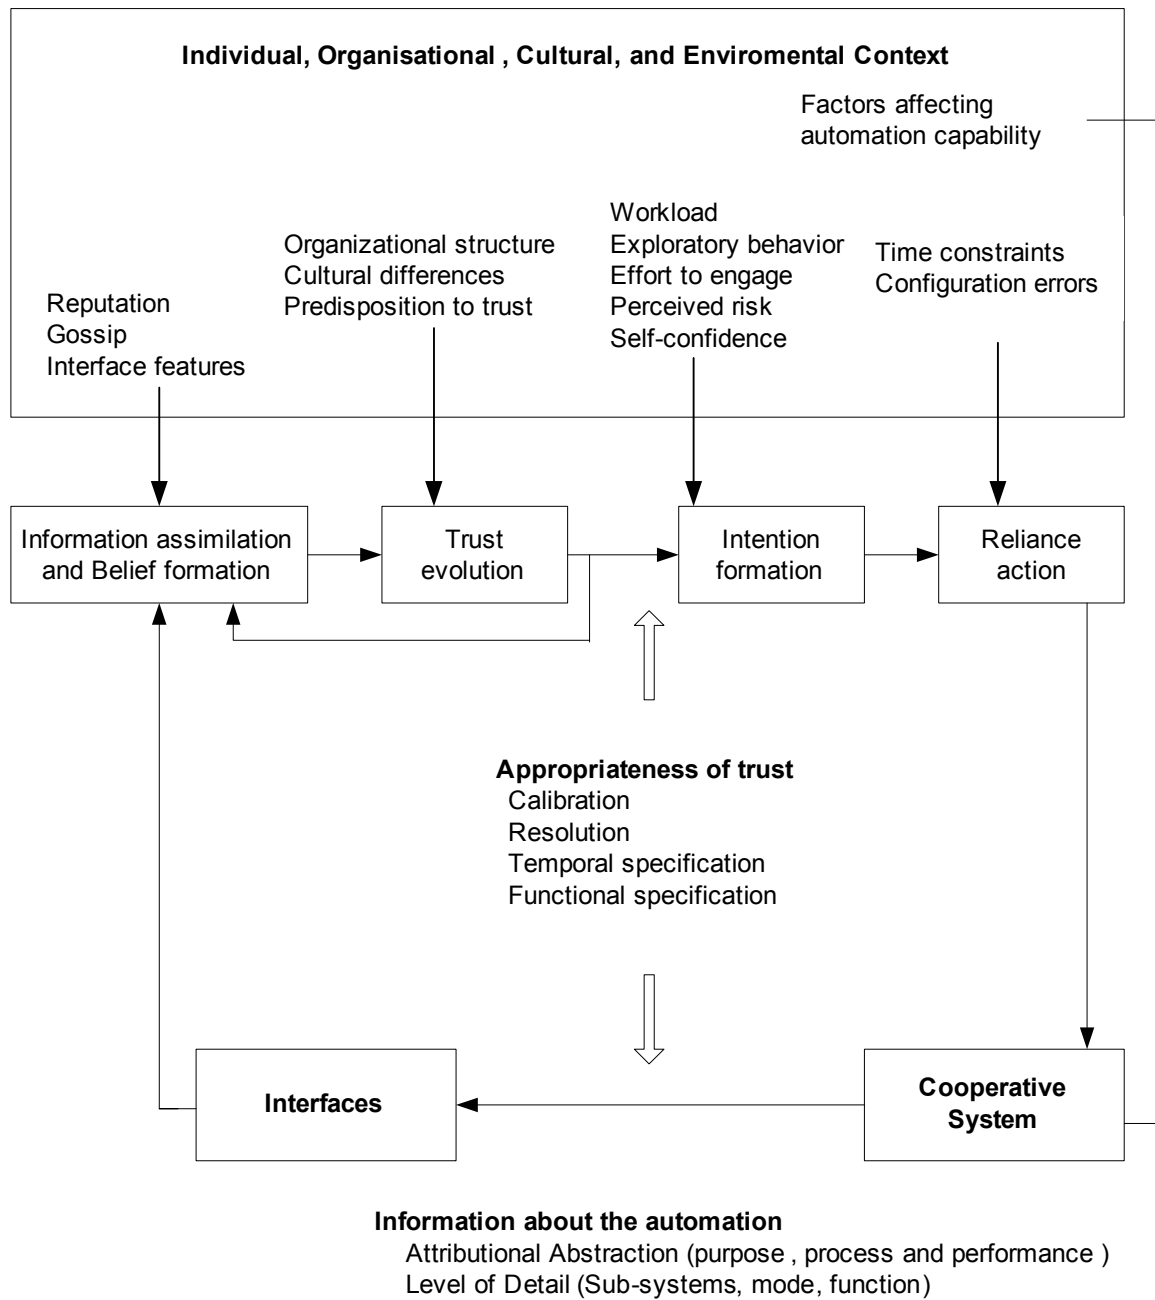 Individual, Organisational , Cultural, and Enviromental Context
Factors affecting
automation capability
Reputation
Gossip
Interface features
Organizational structure
Cultural differences
Predisposition to trust
Workload
Exploratory behavior
Effort to engage
Perceived risk
Self-confidence
Time constraints
Configuration errors
Information assimilation
and Belief formation
Trust
evolution
Intention
formation
Reliance
action
Appropriateness of trust
Calibration
Resolution
Temporal specification
Functional specification
Interfaces
Cooperative
System
Information about the automation
Attributional Abstraction (purpose , process and performance )
Level of Detail (Sub-systems, mode, function)